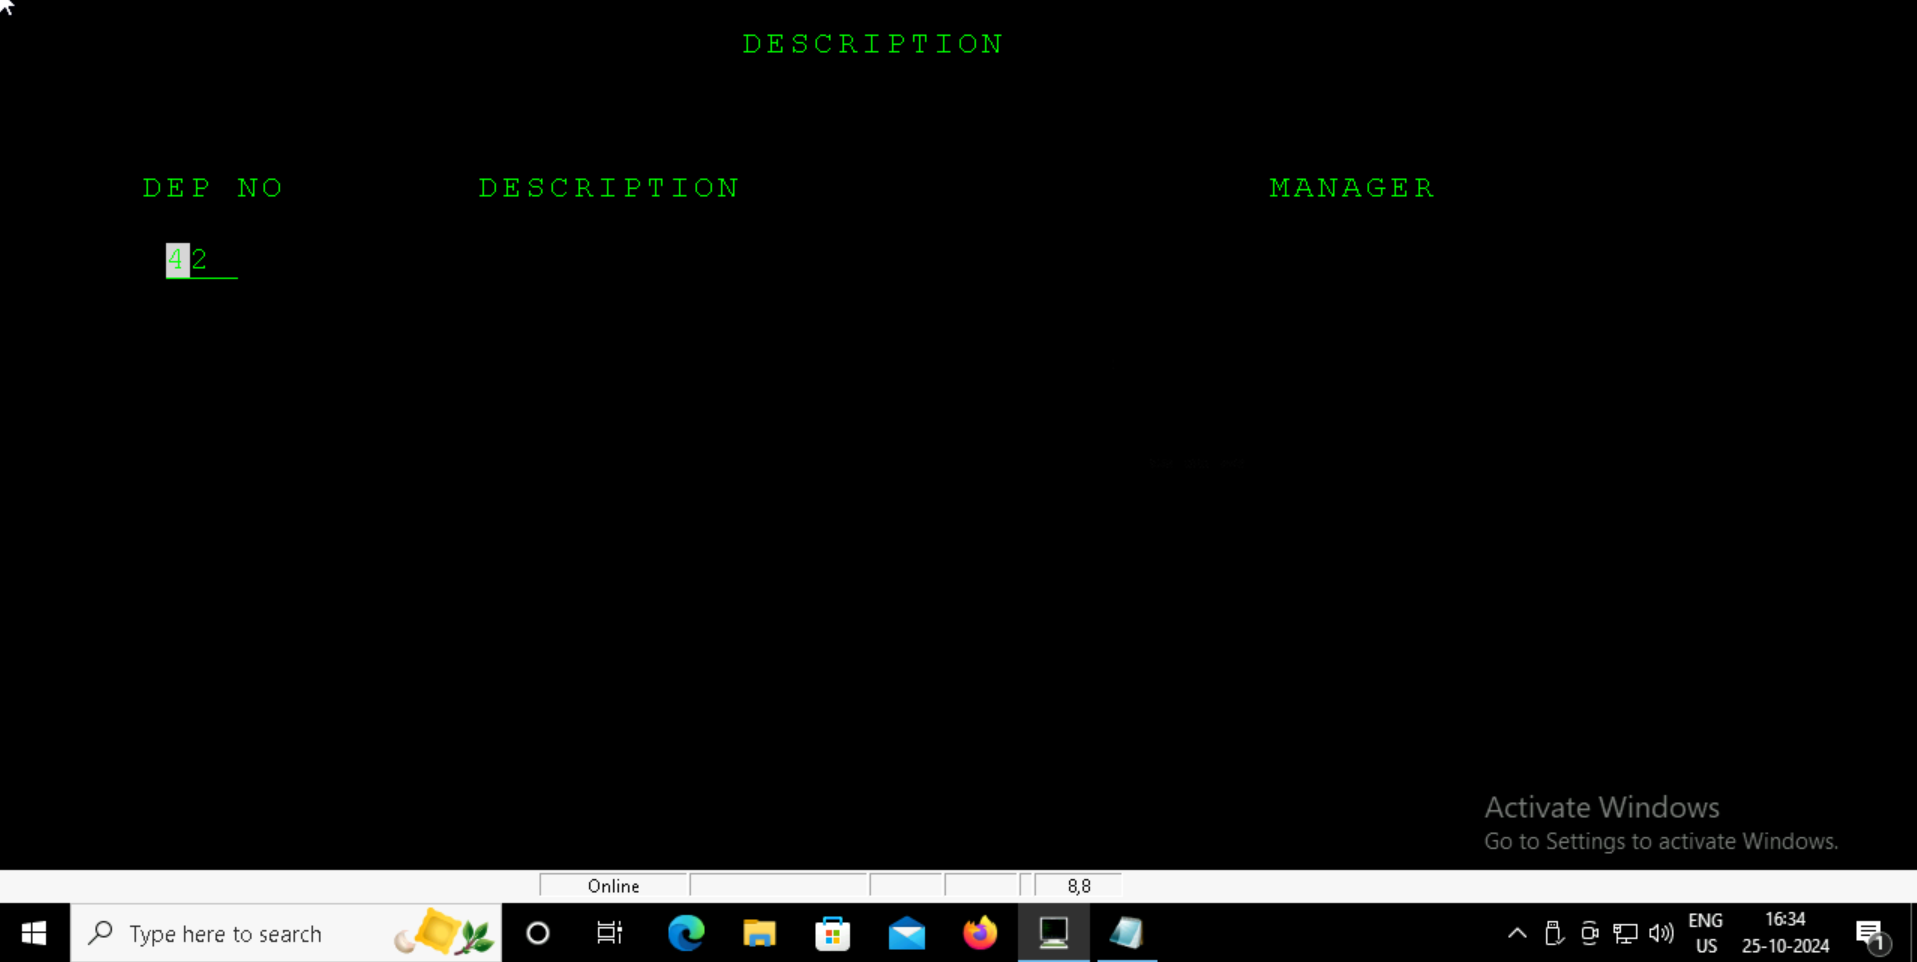 DESCRIPTION
DEP NO DESCRIPTION MANAGER
42
Activate Windows
Go to Settings to activate Windows.
Online 8,8
Type here to search
ENG 16:34
US 25-10-2024
1